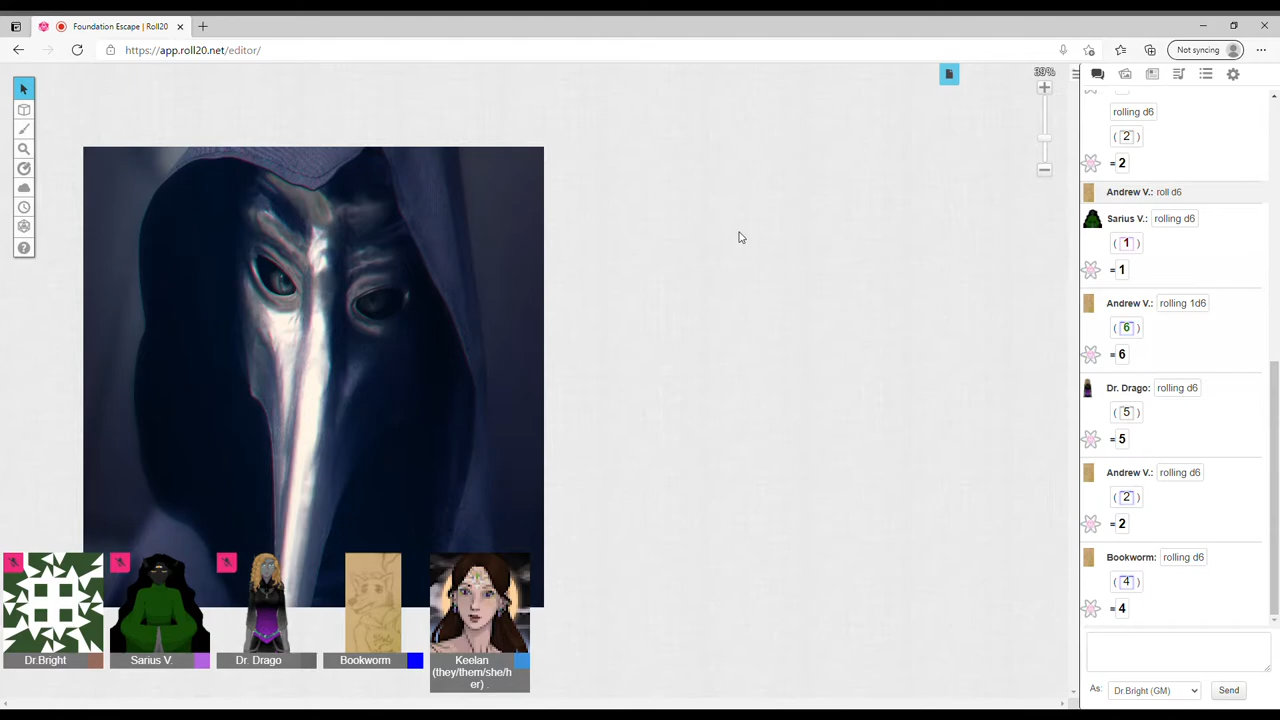 Foundation Escape | Roll20
https://app.roll20.net/editor/
Not syncing
39%
rolling d6
(2)
=2
Andrew V.: roll d6
Sarius V.: rolling d6
(1)
=1
Andrew V.: rolling 1d6
(6)
=6
Dr. Drago: rolling d6
(5)
=5
Andrew V.: rolling d6
(2)
=2
Bookworm: rolling d6
(4)
=4
Dr.Bright
Sarius V.
Dr. Drago
Bookworm
Keelan
(they/them/she/h
er) .
As: Dr.Bright (GM)
Send